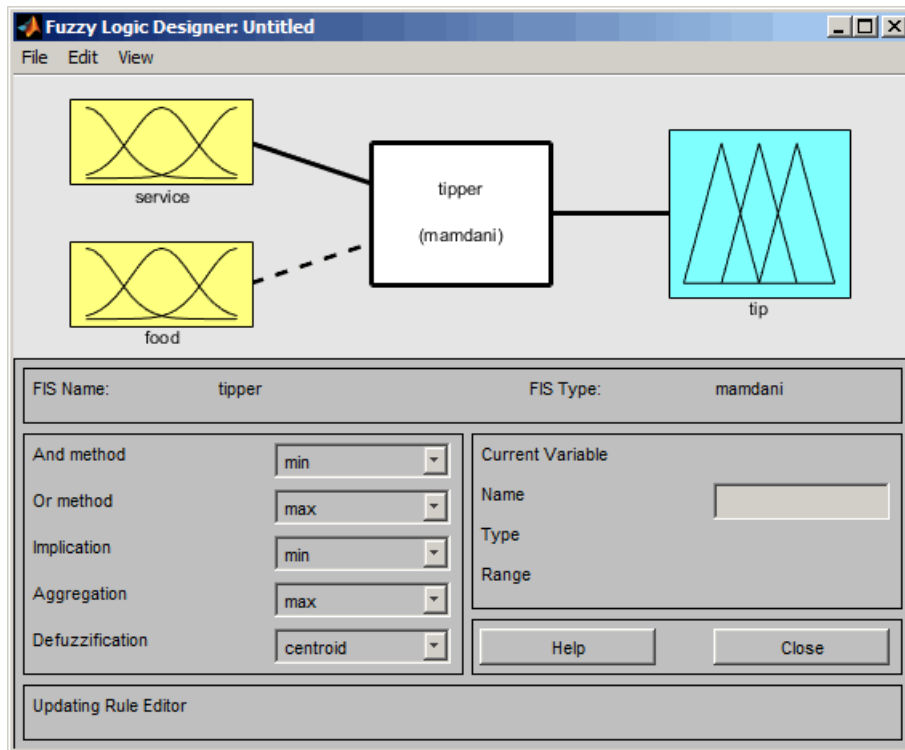 Fuzzy Logic Designer: Untitled
File Edit View
service
food
tipper
(mamdani)
tip
FIS Name: tipper FIS Type: mamdani
And method min
Or method max
Implication min
Aggregation max
Defuzzification centroid
Current Variable
Name
Type
Range
Help Close
Updating Rule Editor